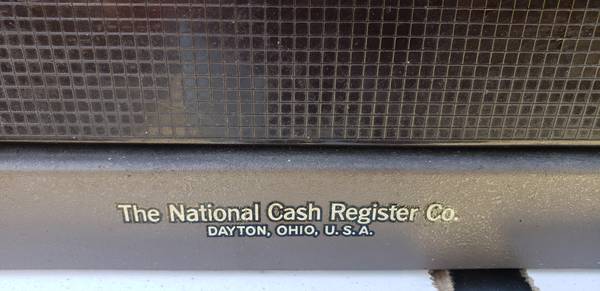 The National Cash Register Co.
DAYTON, OHIO, U. S. A.